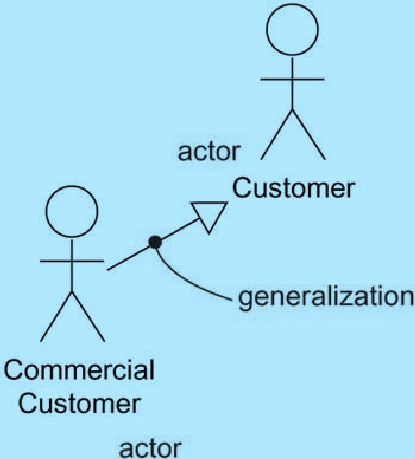 actor
Customer
generalization
Commercial
Customer
actor